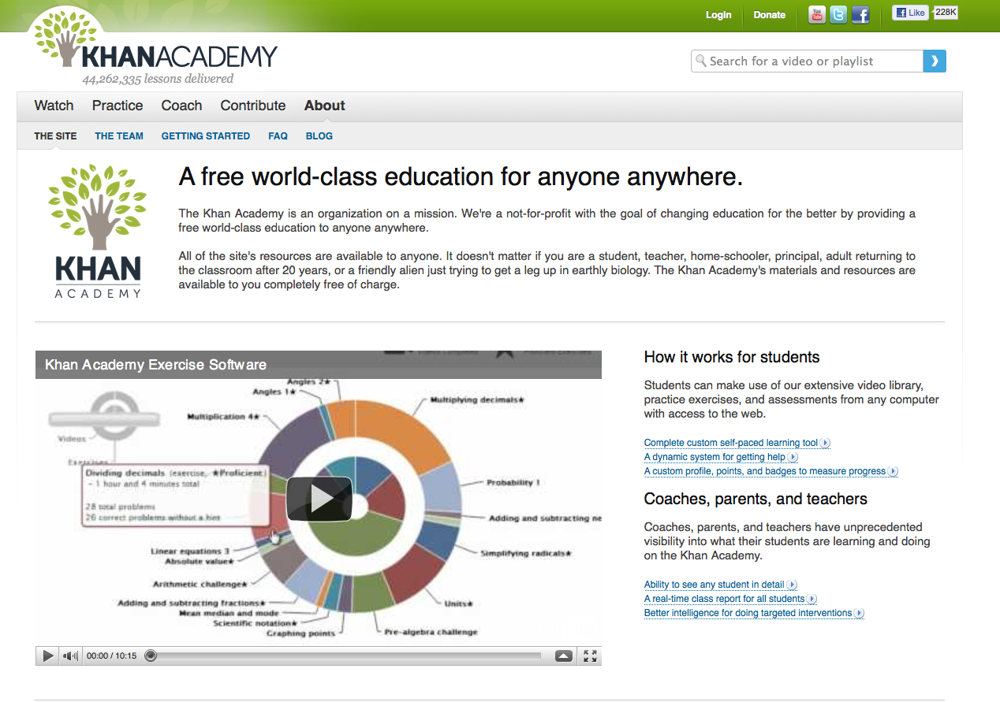 Login
Donate
You
Tube
Like
228K
KHANACADEMY
44,262,335 lessons delivered
Search for a video or playlist
Watch
Practice
Coach
Contribute
About
THE SITE
THE TEAM
GETTING STARTED
FAQ
BLOG
KHAN
ACADEMY
A free world-class education for anyone anywhere.
The Khan Academy is an organization on a mission. We're a not-for-profit with the goal of changing education for the better by providing a
free world-class education to anyone anywhere.
All of the site's resources are available to anyone. It doesn't matter if you are a student, teacher, home-schooler, principal, adult returning to
the classroom after 20 years, or a friendly alien just trying to get a leg up in earthly biology. The Khan Academy's materials and resources are
available to you completely free of charge.
Khan Academy Exercise Software
Angles 2★
Angles 1★
Multiplying decimals★
Multiplication 4★
Videos
Exercises
Dividing decimals (exercise, ★Proficient)
~ 1 hour and 4 minutes total
28 total problems
26 correct problems without a hint
Probability 1
Adding and subtracting ne
Linear equations 3
Absolute value★
Simplifying radicals★
Arithmetic challenge★
Adding and subtracting fractions★
Units★
Mean median and mode
Scientific notation★
Graphing points
Pre-algebra challenge
00:00 / 10:15
How it works for students
Students can make use of our extensive video library,
practice exercises, and assessments from any computer
with access to the web.
Complete custom self-paced learning tool
A dynamic system for getting help
A custom profile, points, and badges to measure progress
Coaches, parents, and teachers
Coaches, parents, and teachers have unprecedented
visibility into what their students are learning and doing
on the Khan Academy.
Ability to see any student in detail
A real-time class report for all students
Better intelligence for doing targeted interventions